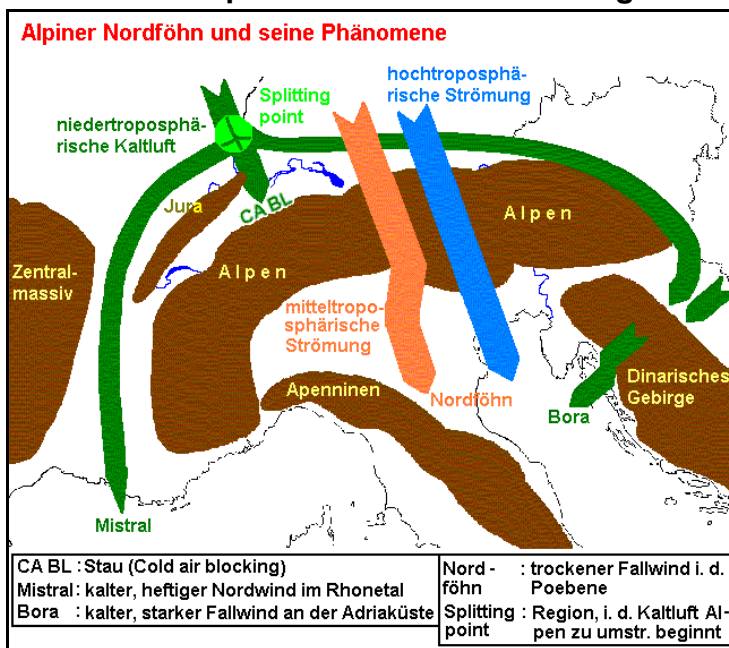 Alpiner Nordföhn und seine Phänomene
hochtroposphä-
rische Strömung
Splitting
point
niedertroposphä-
rische Kaltluft
Jura
CA BL
Alpen
Zentral-
massiv
Alpen
mitteltropo-
sphärische
Strömung
Apenninen
Nordföhn
Dinarisches
Gebirge
Bora
Mistral
CA BL : Stau (Cold air blocking)
Mistral: kalter, heftiger Nordwind im Rhonetal
Bora : kalter, starker Fallwind an der Adriaküste
Nord- : trockener Fallwind i. d.
föhn Poebene
Splitting : Region, i. d. Kaltluft Al-
point pen zu umstr. beginnt